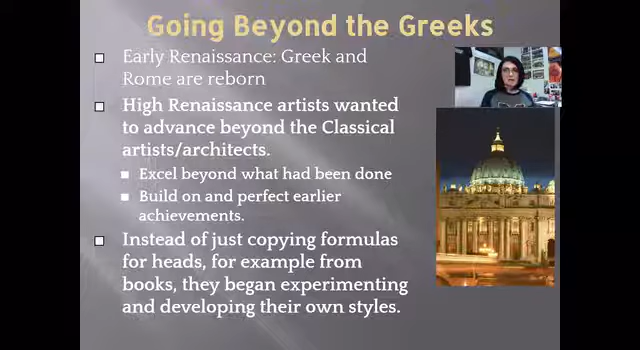 Going Beyond the Greeks
Early Renaissance: Greek and
Rome are reborn
High Renaissance artists wanted
to advance beyond the Classical
artists/architects.
Excel beyond what had been done
Build on and perfect earlier
achievements.
Instead of just copying formulas
for heads, for example from
books, they began experimenting
and developing their own styles.